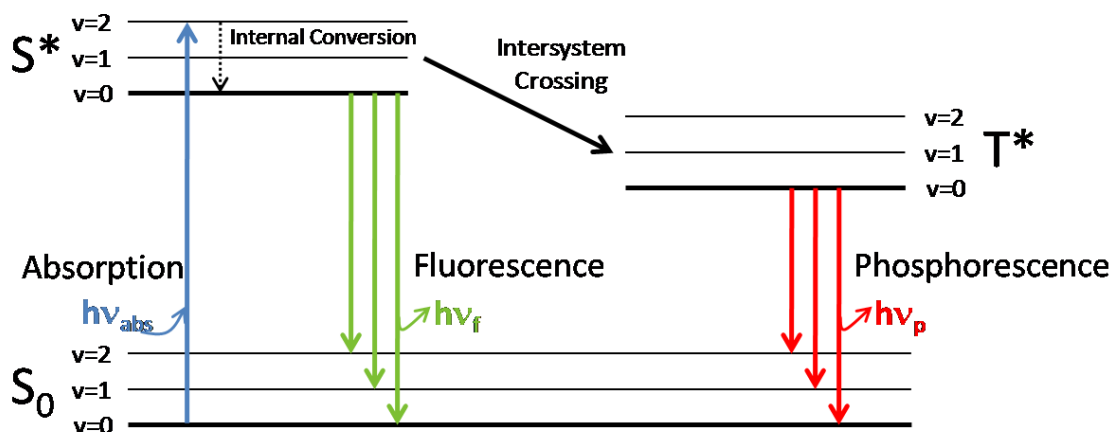 v=2
S*
v=1
v=0
Internal Conversion
Intersystem
Crossing
v=2
v=1
T*
v=0
Absorption
Fluorescence
Phosphorescence
hνabs
hνf
hνp
v=2
S0
v=1
v=0